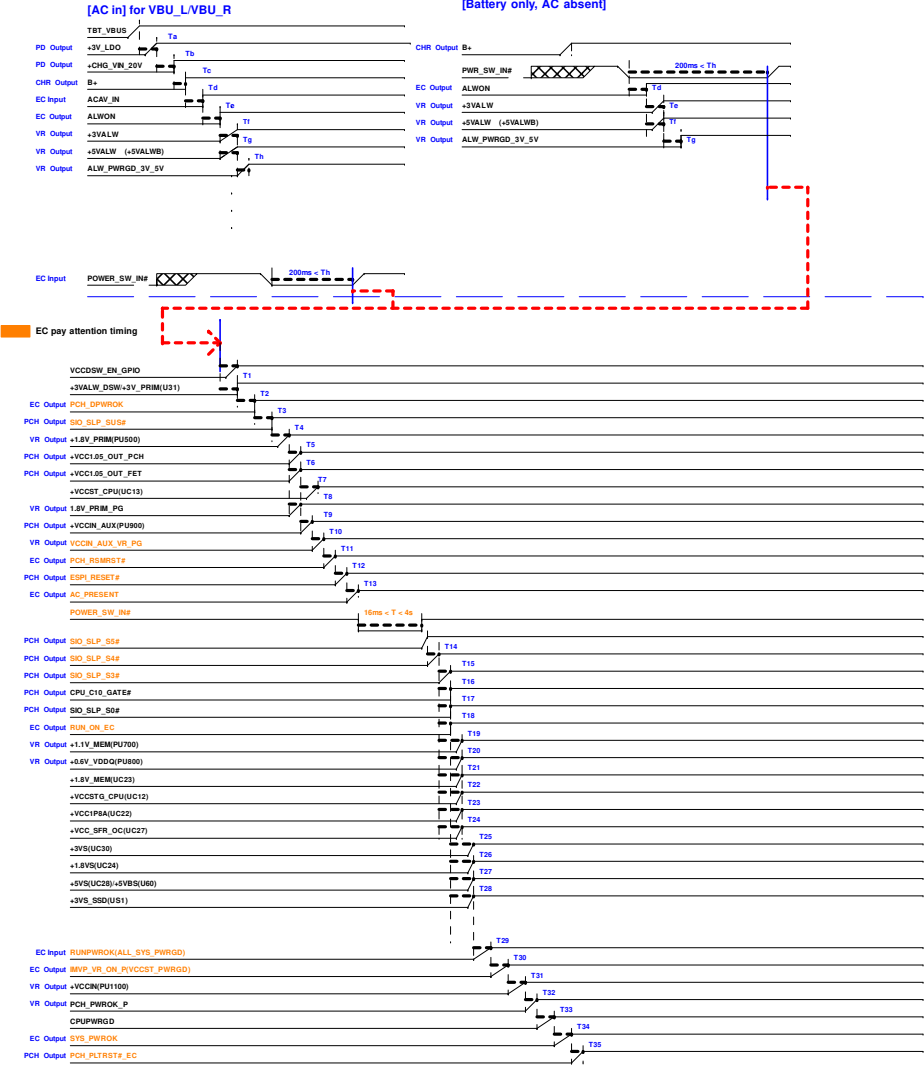 [AC in] for VBU_L/VBU_R
TBT_VBUS
Ta
PD Output +3V_LDO
Tb
PD Output +CHG_VIN_20V
Tc
CHR Output B+
Td
EC Input ACAV_IN
Te
EC Output ALWON
Tf
VR Output +3VALW
Tg
VR Output +5VALW (+5VALWB)
Th
VR Output ALW_PWRGD_3V_5V
EC Input POWER_SW_IN#
200ms < Th
[Battery only, AC absent]
CHR Output B+
PWR_SW_IN#
200ms < Th
EC Output ALWON
Td
VR Output +3VALW
Te
VR Output +5VALW (+5VALWB)
Tf
VR Output ALW_PWRGD_3V_5V
Tg
EC pay attention timing
VCCDSW_EN_GPIO
T1
+3VALW_DSW/+3V_PRIM(U31)
T2
EC Output PCH_DPWROK
T3
PCH Output SIO_SLP_SUS#
T4
VR Output +1.8V_PRIM(PU500)
T5
PCH Output +VCC1.05_OUT_PCH
T6
PCH Output +VCC1.05_OUT_FET
T7
+VCCST_CPU(UC13)
T8
VR Output 1.8V_PRIM_PG
T9
PCH Output +VCCIN_AUX(PU900)
T10
VR Output VCCIN_AUX_VR_PG
T11
EC Output PCH_RSMRST#
T12
PCH Output ESPI_RESET#
T13
EC Output AC_PRESENT
POWER_SW_IN#
16ms < T < 4s
PCH Output SIO_SLP_S5#
T14
PCH Output SIO_SLP_S4#
T15
PCH Output SIO_SLP_S3#
T16
PCH Output CPU_C10_GATE#
T17
PCH Output SIO_SLP_S0#
T18
EC Output RUN_ON_EC
T19
VR Output +1.1V_MEM(PU700)
T20
VR Output +0.6V_VDDQ(PU800)
T21
+1.8V_MEM(UC23)
T22
+VCCSTG_CPU(UC12)
T23
+VCC1P8A(UC22)
T24
+VCC_SFR_OC(UC27)
T25
+3VS(UC30)
T26
+1.8VS(UC24)
T27
+5VS(UC28)/+5VBS(U60)
T28
+3VS_SSD(US1)
T29
EC Input RUNPWROK(ALL_SYS_PWRGD)
T30
EC Output IMVP_VR_ON_P(VCCST_PWRGD)
T31
VR Output +VCCIN(PU1100)
T32
VR Output PCH_PWROK_P
T33
CPUPWRGD
T34
EC Output SYS_PWROK
T35
PCH Output PCH_PLTRST#_EC